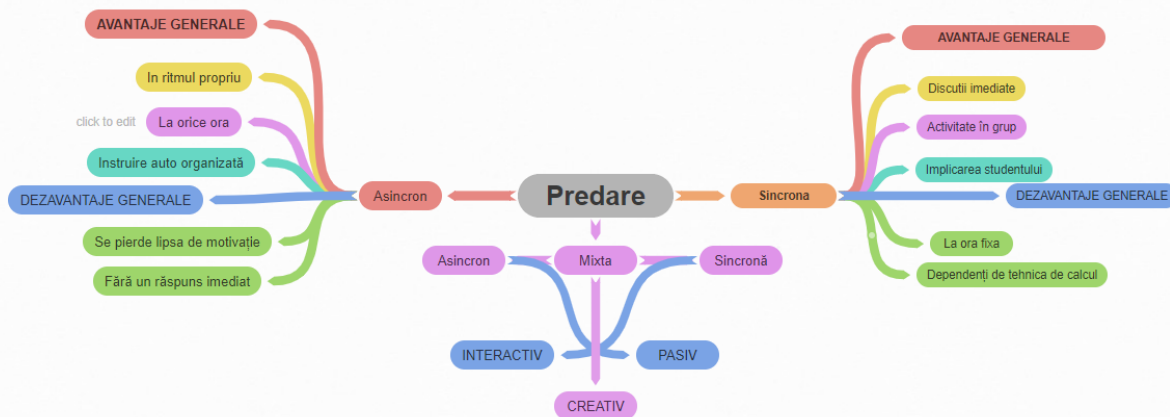 AVANTAJE GENERALE
In ritmul propriu
click to edit
La orice ora
Instruire auto organizată
DEZAVANTAJE GENERALE
Se pierde lipsa de motivație
Fără un răspuns imediat
Asincron
Predare
Sincrona
AVANTAJE GENERALE
Discutii imediate
Activitate în grup
Implicarea studentului
DEZAVANTAJE GENERALE
La ora fixa
Dependenți de tehnica de calcul
Asincron
Mixta
Sincronă
INTERACTIV
PASIV
CREATIV